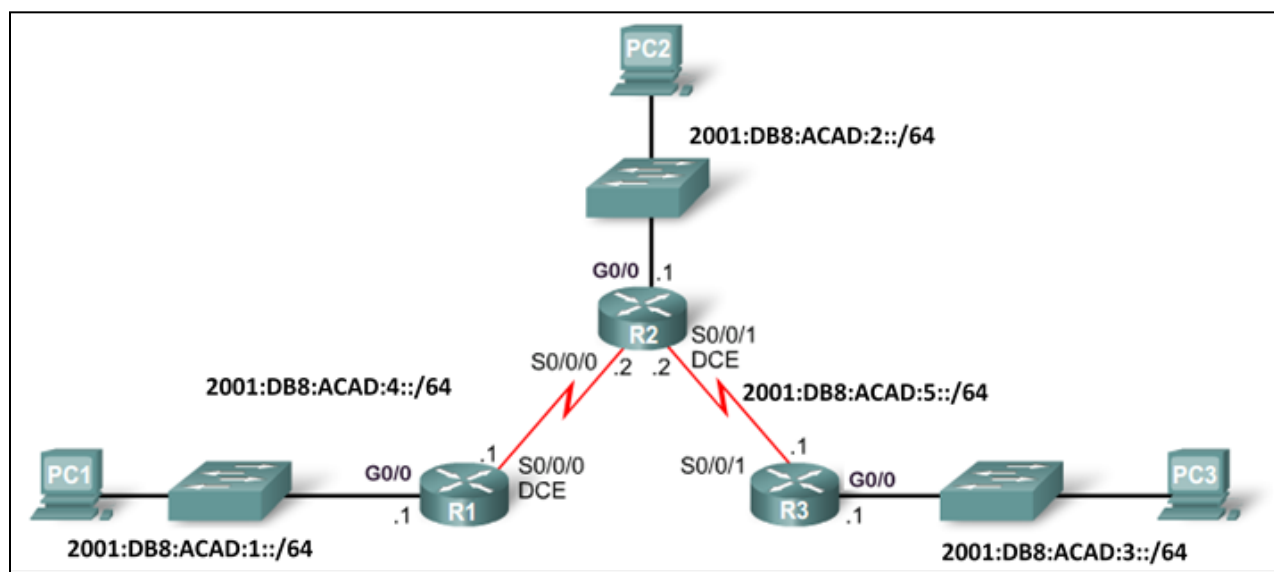 PC2
2001:DB8:ACAD:2::/64
G0/0 .1
R2
S0/0/1
DCE
S0/0/0 .2 .2
2001:DB8:ACAD:4::/64
2001:DB8:ACAD:5::/64
PC1
G0/0
.1
S0/0/0
DCE
.1
R1
2001:DB8:ACAD:1::/64
S0/0/1
.1
G0/0
R3
.1
PC3
2001:DB8:ACAD:3::/64